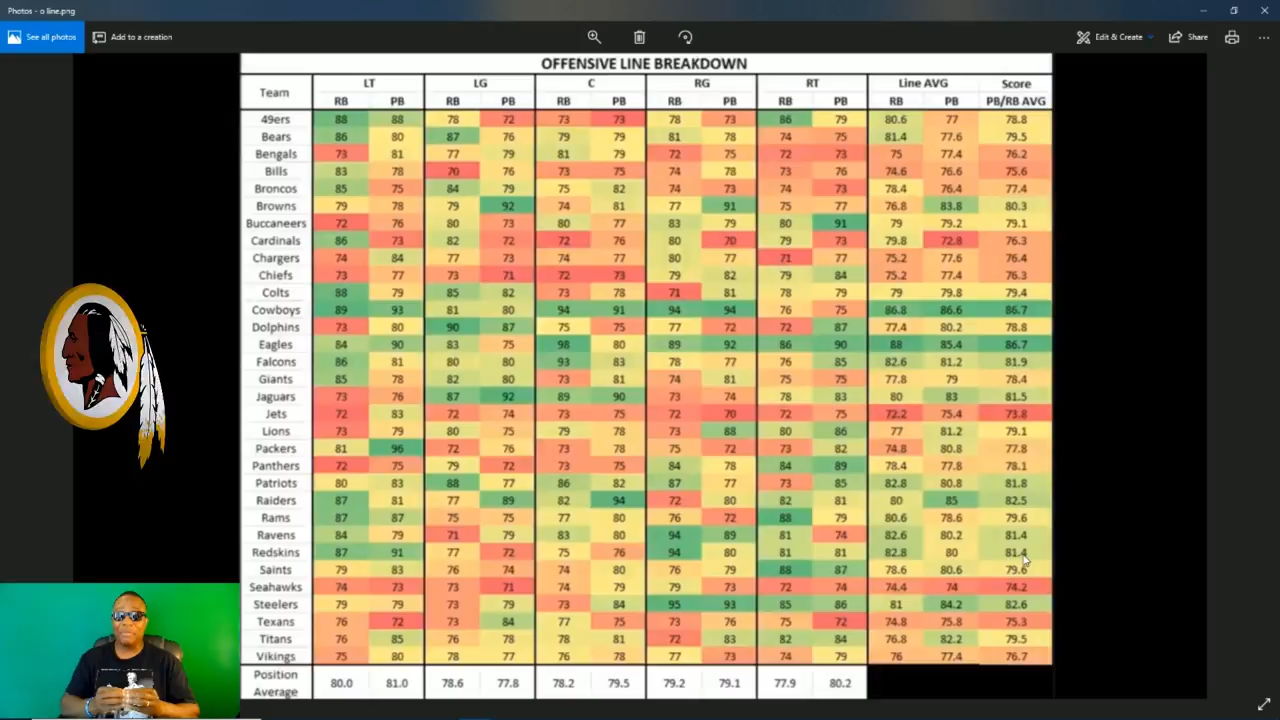 Photos - o line.png
See all photos Add to a creation Edit & Create Share
OFFENSIVE LINE BREAKDOWN
Team LT LG C RG RT Line AVG Score
RB PB RB PB RB PB RB PB RB PB RB PB PB/RB AVG
49ers 88 88 78 72 73 73 78 73 86 79 80.6 77 78.8
Bears 86 80 87 76 79 79 81 78 74 75 81.4 77.6 79.5
Bengals 73 81 77 79 81 79 72 75 72 73 75 77.4 76.2
Bills 83 78 70 76 73 75 74 78 73 76 74.6 76.6 75.6
Broncos 85 75 84 79 75 82 74 73 74 73 78.4 76.4 77.4
Browns 79 78 79 92 74 81 77 91 75 77 76.8 83.8 80.3
Buccaneers 72 76 80 73 80 77 83 79 80 91 79 79.2 79.1
Cardinals 86 73 82 72 72 76 80 70 79 73 79.8 72.8 76.3
Chargers 74 84 77 73 74 77 80 77 71 77 75.2 77.6 76.4
Chiefs 73 77 73 71 72 73 79 82 79 84 75.2 77.4 76.3
Colts 88 79 85 82 73 78 71 81 78 79 79 79.8 79.4
Cowboys 89 93 81 80 94 91 94 94 76 75 86.8 86.6 86.7
Dolphins 73 80 90 87 75 75 77 72 72 87 77.4 80.2 78.8
Eagles 84 90 83 75 98 80 89 92 86 90 88 85.4 86.7
Falcons 86 81 80 80 93 83 78 77 76 85 82.6 81.2 81.9
Giants 85 78 82 80 73 81 74 81 75 75 77.8 79 78.4
Jaguars 73 76 87 92 89 90 73 74 78 83 80 83 81.5
Jets 72 83 72 74 73 75 72 70 72 75 72.2 75.4 73.8
Lions 73 79 80 75 79 78 73 88 80 86 77 81.2 79.1
Packers 81 96 72 76 73 78 75 72 73 82 74.8 80.8 77.8
Panthers 72 75 79 72 73 75 84 78 84 89 78.4 77.8 78.1
Patriots 80 83 88 77 86 82 87 77 73 85 82.8 80.8 81.8
Raiders 87 81 77 89 82 94 72 80 82 81 80 85 82.5
Rams 87 87 75 75 77 80 76 72 88 79 80.6 78.6 79.6
Ravens 84 79 71 79 83 80 94 89 81 74 82.6 80.2 81.4
Redskins 87 91 77 72 75 76 94 80 81 81 82.8 80 81.4
Saints 79 83 76 74 74 80 76 79 88 87 78.6 80.6 79.6
Seahawks 74 73 73 71 74 79 79 73 72 74 74.4 74 74.2
Steelers 79 79 73 79 73 84 95 93 85 86 81 84.2 82.6
Texans 76 72 73 84 77 75 73 76 75 72 74.8 75.8 75.3
Titans 76 85 76 78 78 81 72 83 82 84 76.8 82.2 79.5
Vikings 75 80 78 77 76 78 77 73 74 79 76 77.4 76.7
Position
Average 80.0 81.0 78.6 77.8 78.2 79.5 79.2 79.1 77.9 80.2